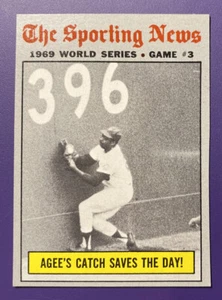 The Sporting News
1969 WORLD SERIES • GAME #3
396
AGEE'S CATCH SAVES THE DAY!